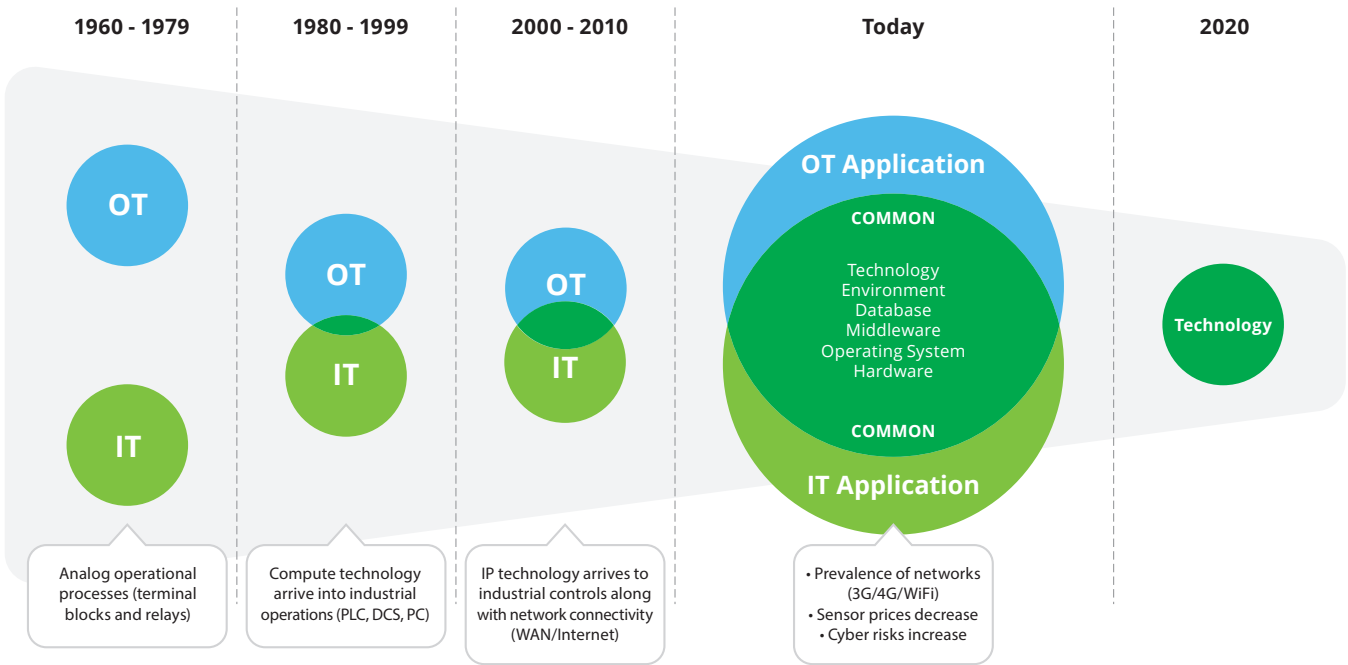 1960 - 1979
1980 - 1999
2000 - 2010
Today
2020
OT
IT
Analog operational
processes (terminal
blocks and relays)
OT
IT
Compute technology
arrive into industrial
operations (PLC, DCS, PC)
OT
IT
IP technology arrives to
industrial controls along
with network connectivity
(WAN/Internet)
OT Application
COMMON
Technology
Environment
Database
Middleware
Operating System
Hardware
COMMON
IT Application
• Prevalence of networks
(3G/4G/WiFi)
• Sensor prices decrease
• Cyber risks increase
Technology